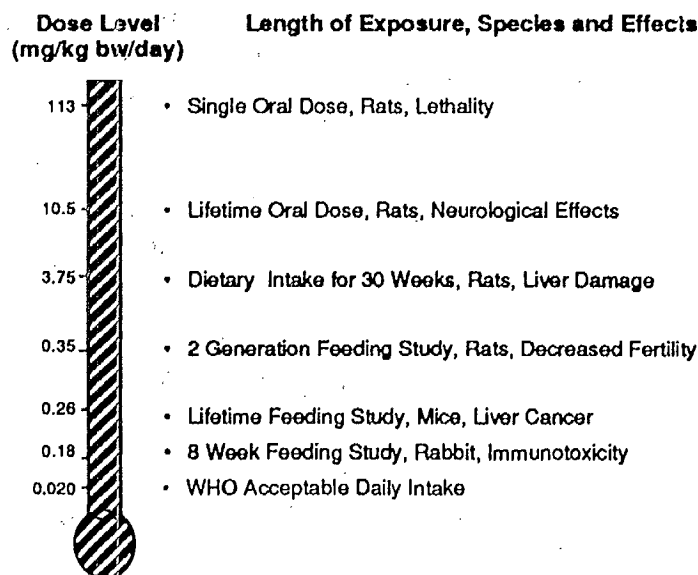 Dose Level Length of Exposure, Species and Effects
(mg/kg bw/day)
113 • Single Oral Dose, Rats, Lethality
10.5 • Lifetime Oral Dose, Rats, Neurological Effects
3.75 • Dietary Intake for 30 Weeks, Rats, Liver Damage
0.35 • 2 Generation Feeding Study, Rats, Decreased Fertility
0.26 • Lifetime Feeding Study, Mice, Liver Cancer
0.18 • 8 Week Feeding Study, Rabbit, Immunotoxicity
0.020 • WHO Acceptable Daily Intake